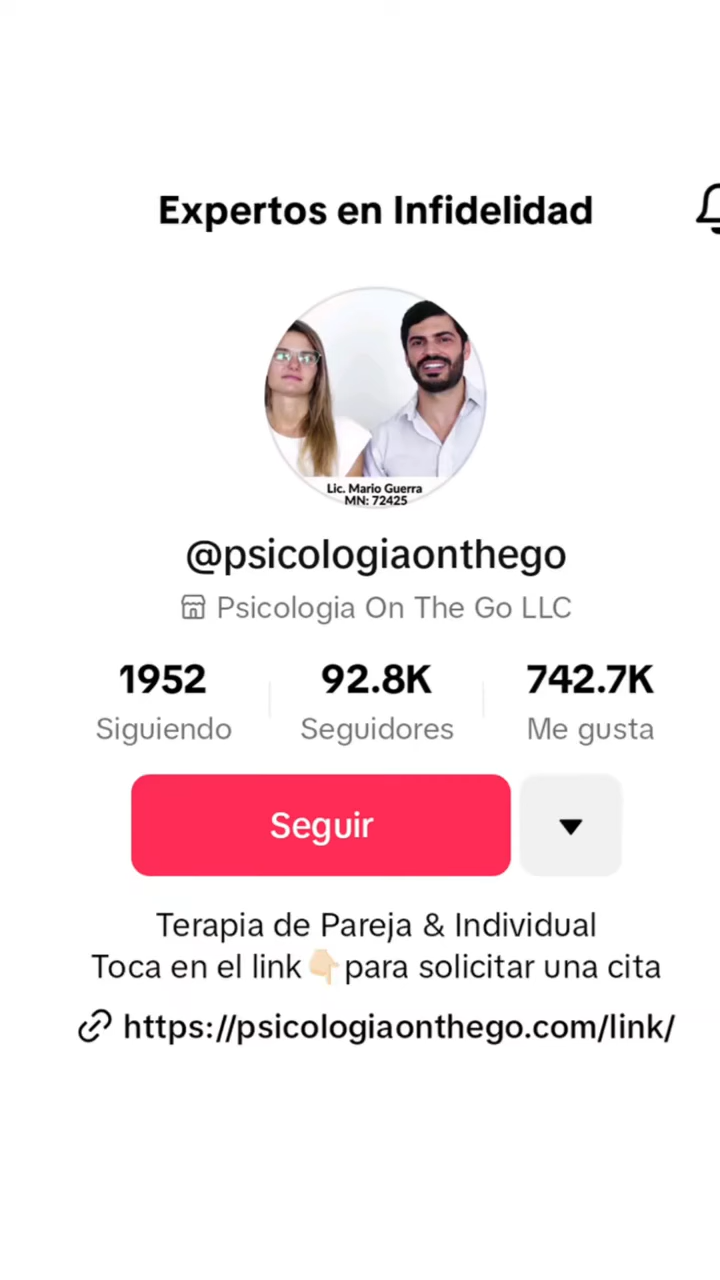 Expertos en Infidelidad
Lic. Mario Guerra
MN: 72425
@psicologiaonthego
Psicologia On The Go LLC
1952 92.8K 742.7K
Siguiendo Seguidores Me gusta
Seguir
Terapia de Pareja & Individual
Toca en el link👇🏻para solicitar una cita
https://psicologiaonthego.com/link/